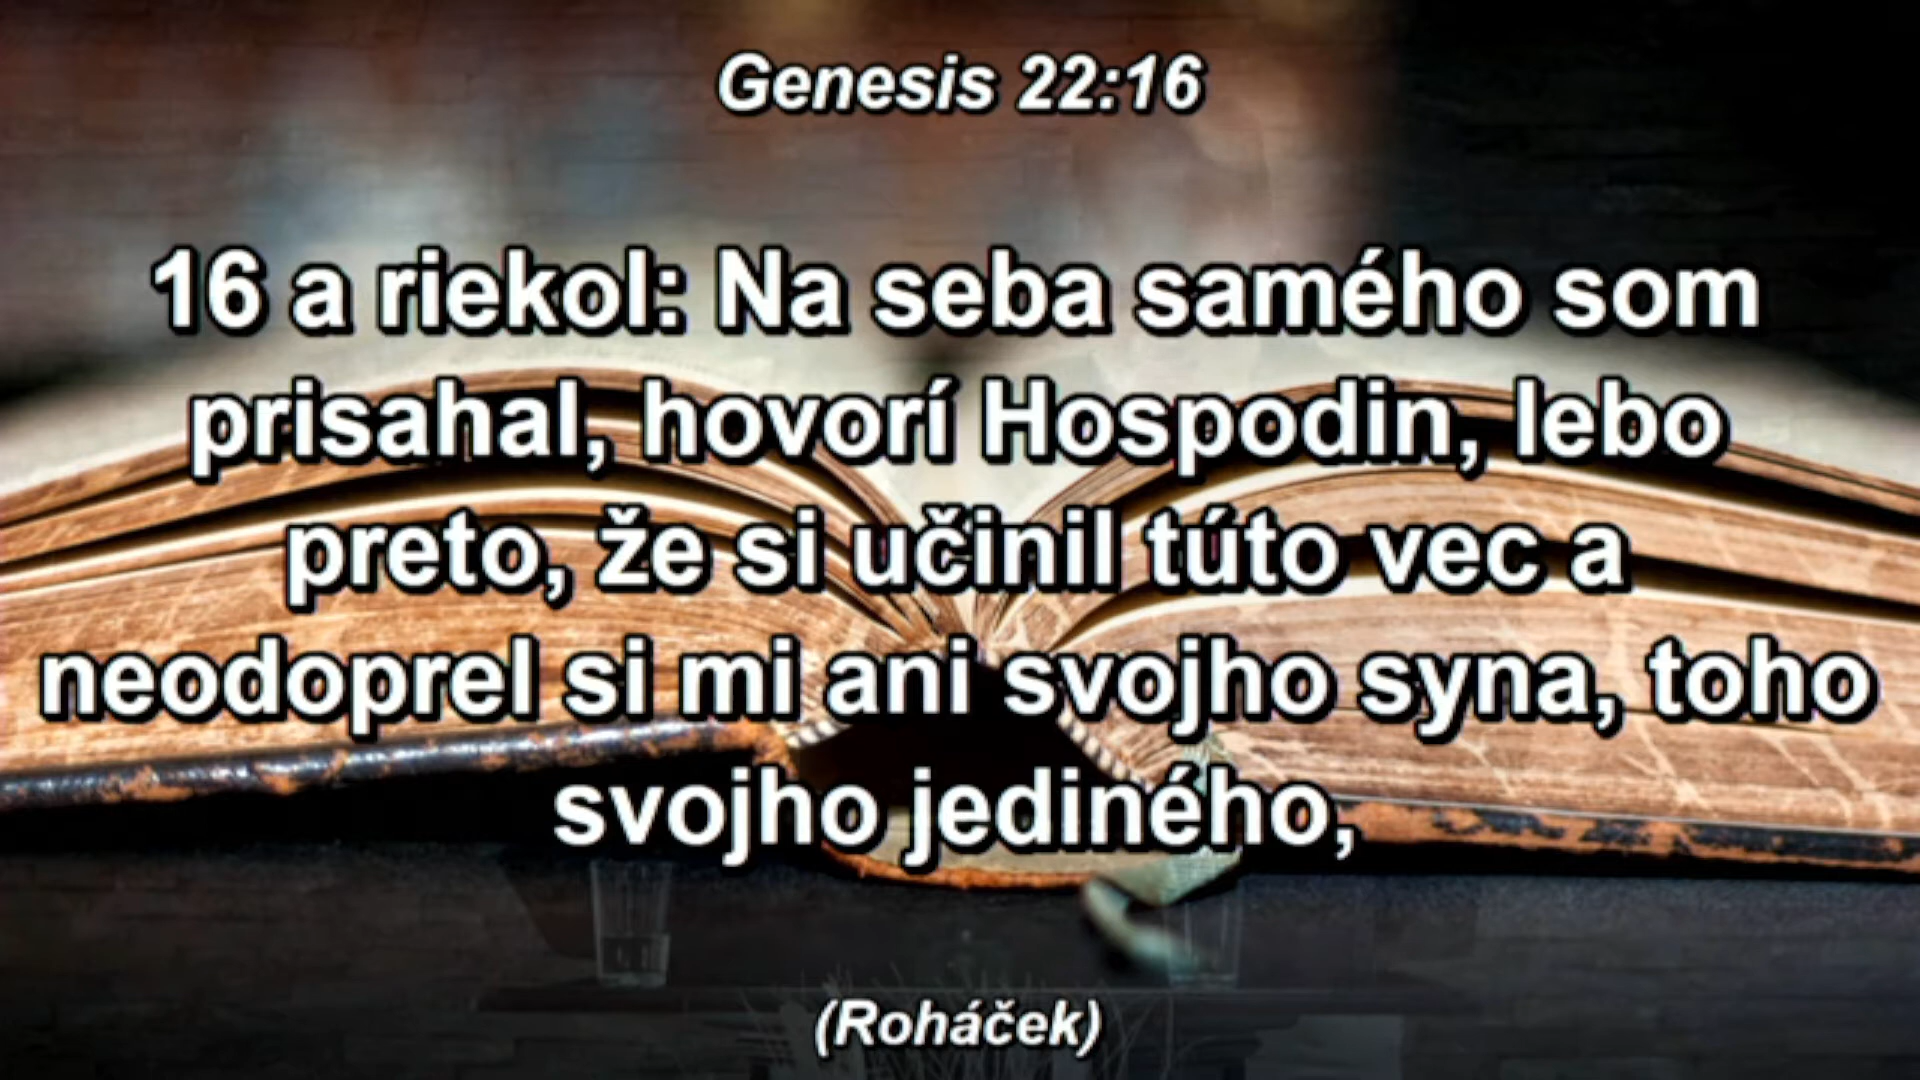 Genesis 22:16
16 a riekol: Na seba samého som
prisahal, hovorí Hospodin, lebo
preto, že si učinil túto vec a
neodoprel si mi ani svojho syna, toho
svojho jediného,
(Roháček)